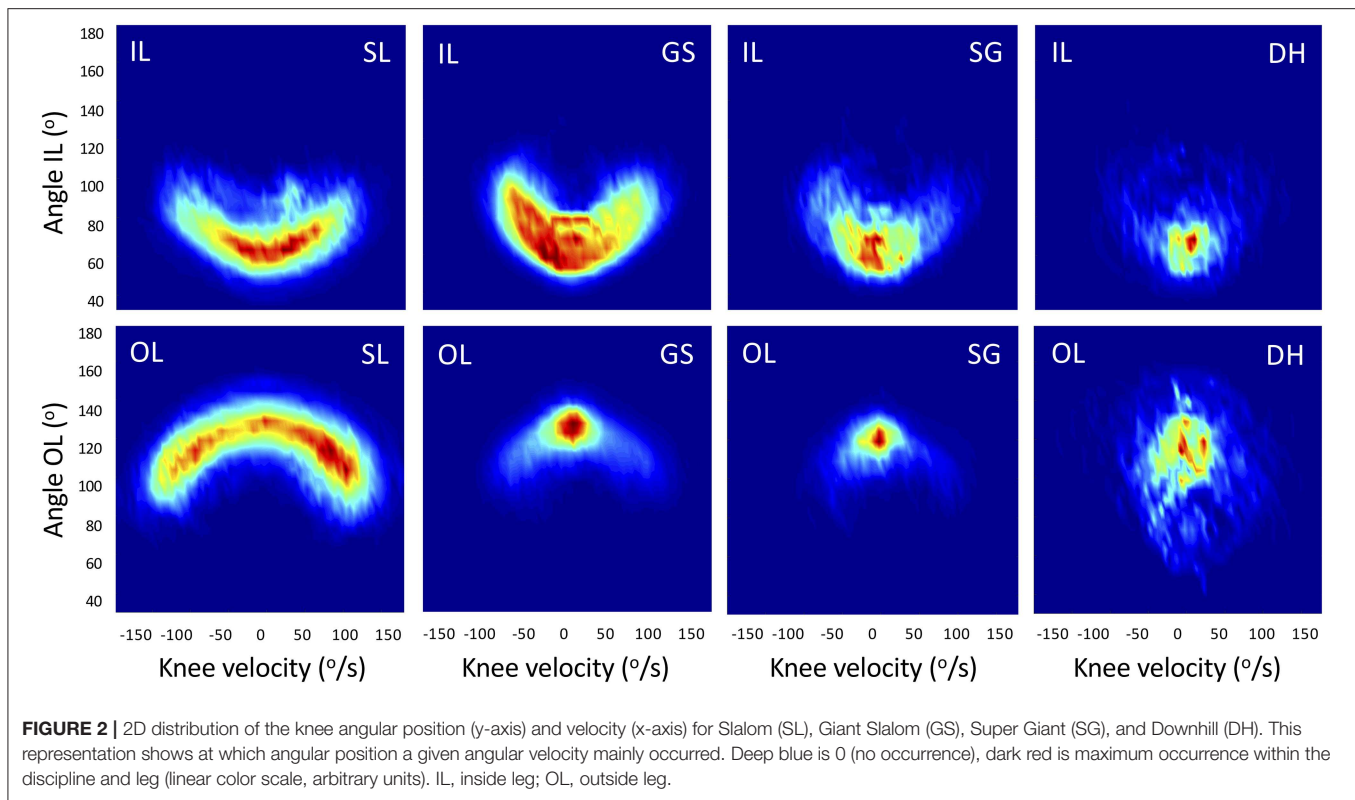 180
160
140
120
100
80
60
40
Angle IL (º)
IL SL
IL GS
IL SG
IL DH
180
160
140
120
100
80
60
40
Angle OL (º)
OL SL
OL GS
OL SG
OL DH
-150 -100 -50 0 50 100 150
-150 -100 -50 0 50 100 150
-150 -100 -50 0 50 100 150
-150 -100 -50 0 50 100 150
Knee velocity (º/s)
Knee velocity (º/s)
Knee velocity (º/s)
Knee velocity (º/s)
FIGURE 2 | 2D distribution of the knee angular position (y-axis) and velocity (x-axis) for Slalom (SL), Giant Slalom (GS), Super Giant (SG), and Downhill (DH). This
representation shows at which angular position a given angular velocity mainly occurred. Deep blue is 0 (no occurrence), dark red is maximum occurrence within the
discipline and leg (linear color scale, arbitrary units). IL, inside leg; OL, outside leg.